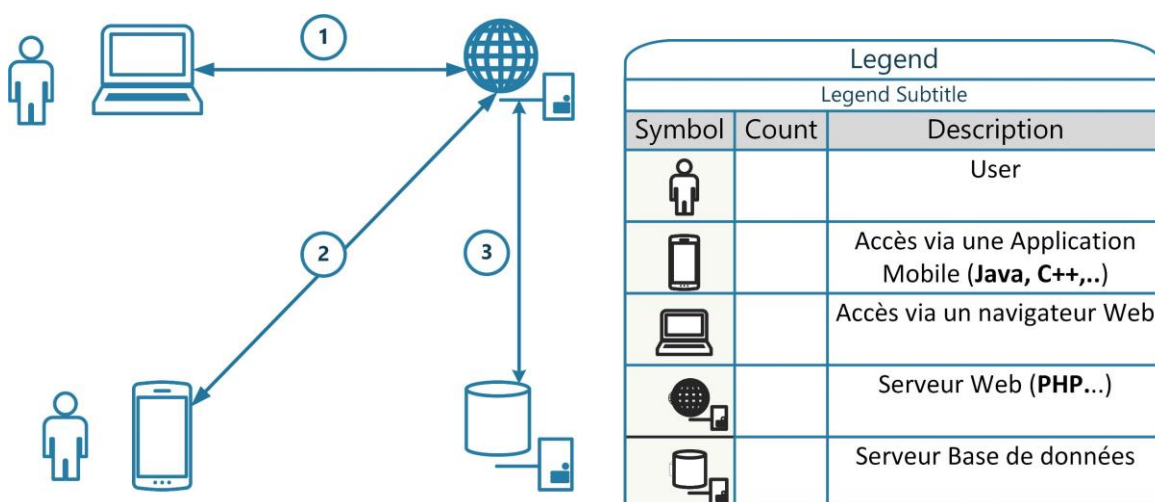 1
2
3
Legend
Legend Subtitle
Symbol Count Description
User
Accès via une Application
Mobile (Java, C++,..)
Accès via un navigateur Web
Serveur Web (PHP...)
Serveur Base de données